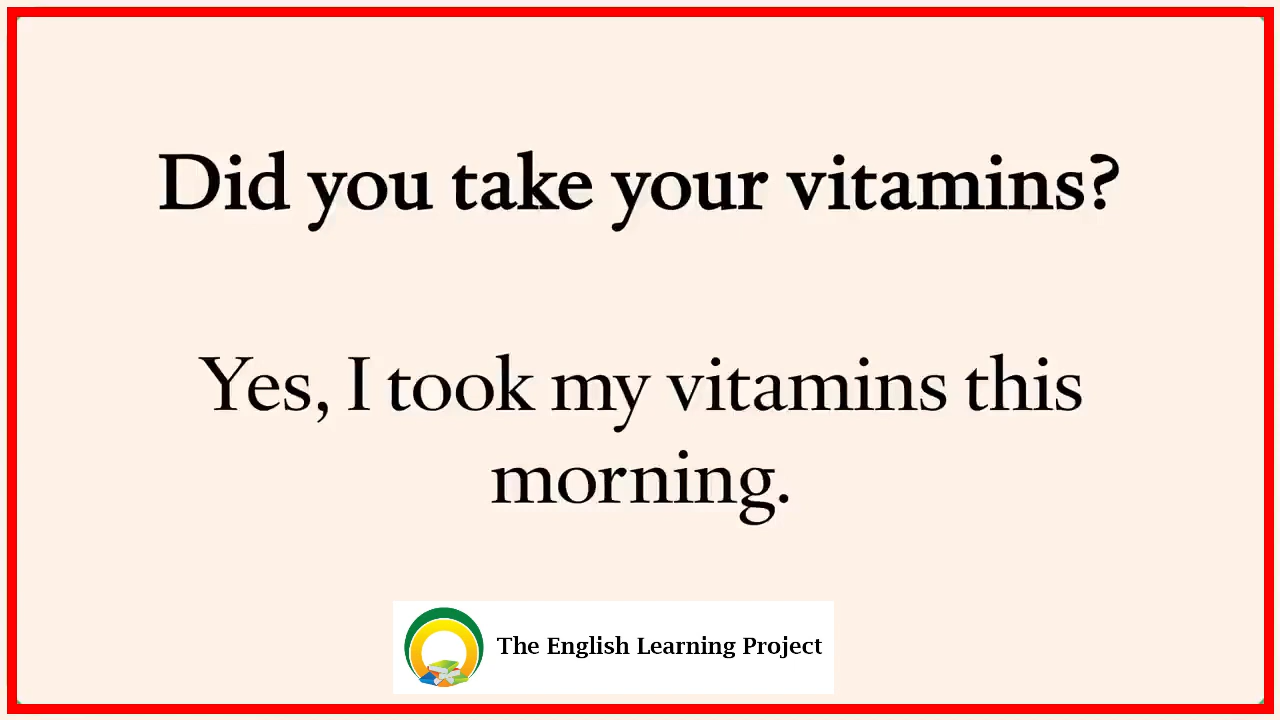 Did you take your vitamins?
Yes, I took my vitamins this
morning.
The English Learning Project